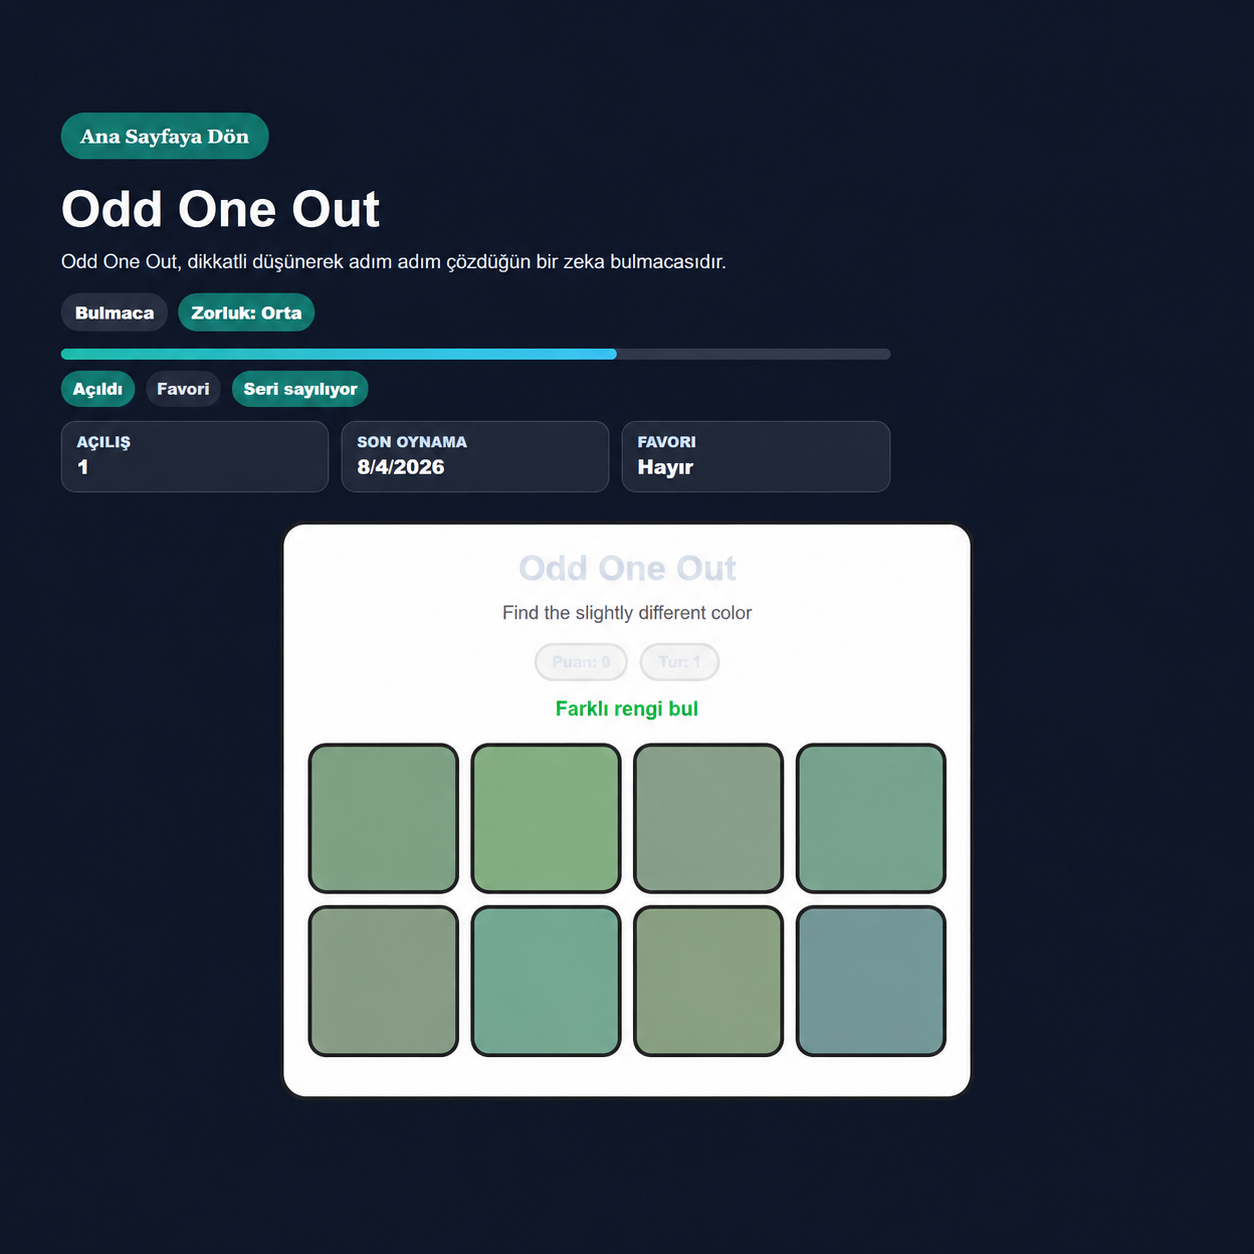 Ana Sayfaya Dön
Odd One Out
Odd One Out, dikkatli düşünerek adım adım çözdüğün bir zeka bulmacasıdır.
Bulmaca Zorluk: Orta
Açıldı Favori Seri sayılıyor
AÇILIŞ
1
SON OYNAMA
8/4/2026
FAVORI
Hayır
Odd One Out
Find the slightly different color
Puan: 0 Tur: 1
Farklı rengi bul